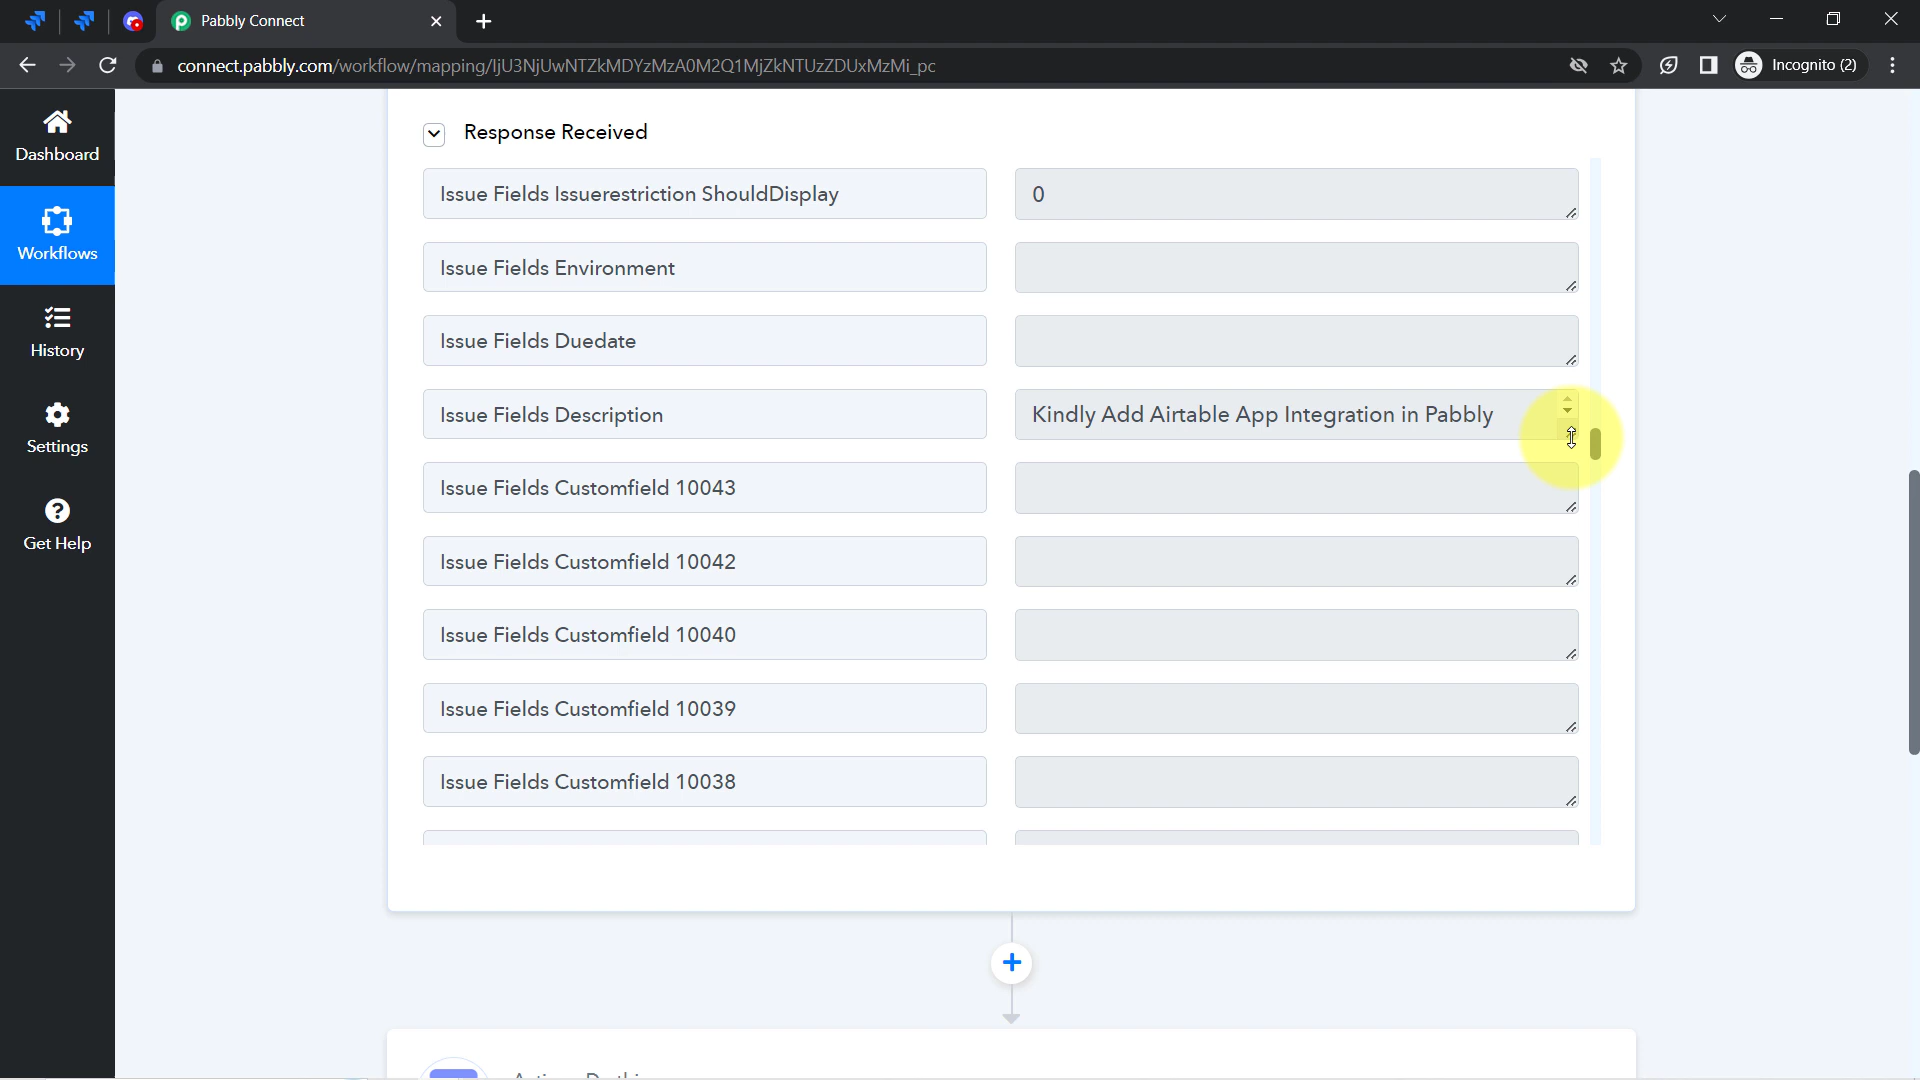 Pabbly Connect
connect.pabbly.com/workflow/mapping/IjU3NjUwNTZkMDYzMzA0M2Q1MjZkNTUzZDUxMzMi_pc
Incognito (2)
Dashboard
Workflows
History
Settings
Get Help
Response Received
Issue Fields Issuerestriction ShouldDisplay
0
Issue Fields Environment
Issue Fields Duedate
Issue Fields Description
Kindly Add Airtable App Integration in Pabbly
Issue Fields Customfield 10043
Issue Fields Customfield 10042
Issue Fields Customfield 10040
Issue Fields Customfield 10039
Issue Fields Customfield 10038